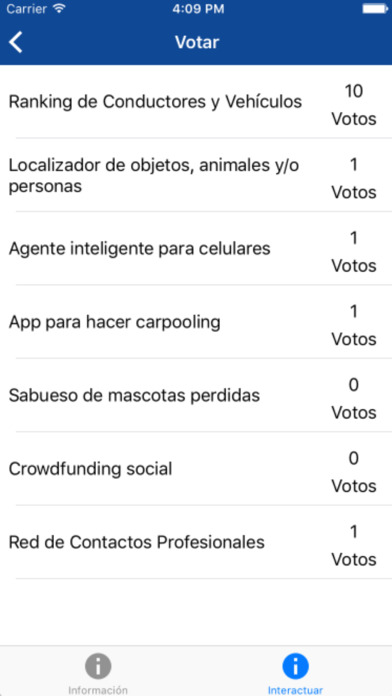 Carrier 4:09 PM
Votar
Ranking de Conductores y Vehículos
10
Votos
Localizador de objetos, animales y/o
personas
1
Votos
Agente inteligente para celulares
1
Votos
App para hacer carpooling
1
Votos
Sabueso de mascotas perdidas
0
Votos
Crowdfunding social
0
Votos
Red de Contactos Profesionales
1
Votos
Información
Interactuar